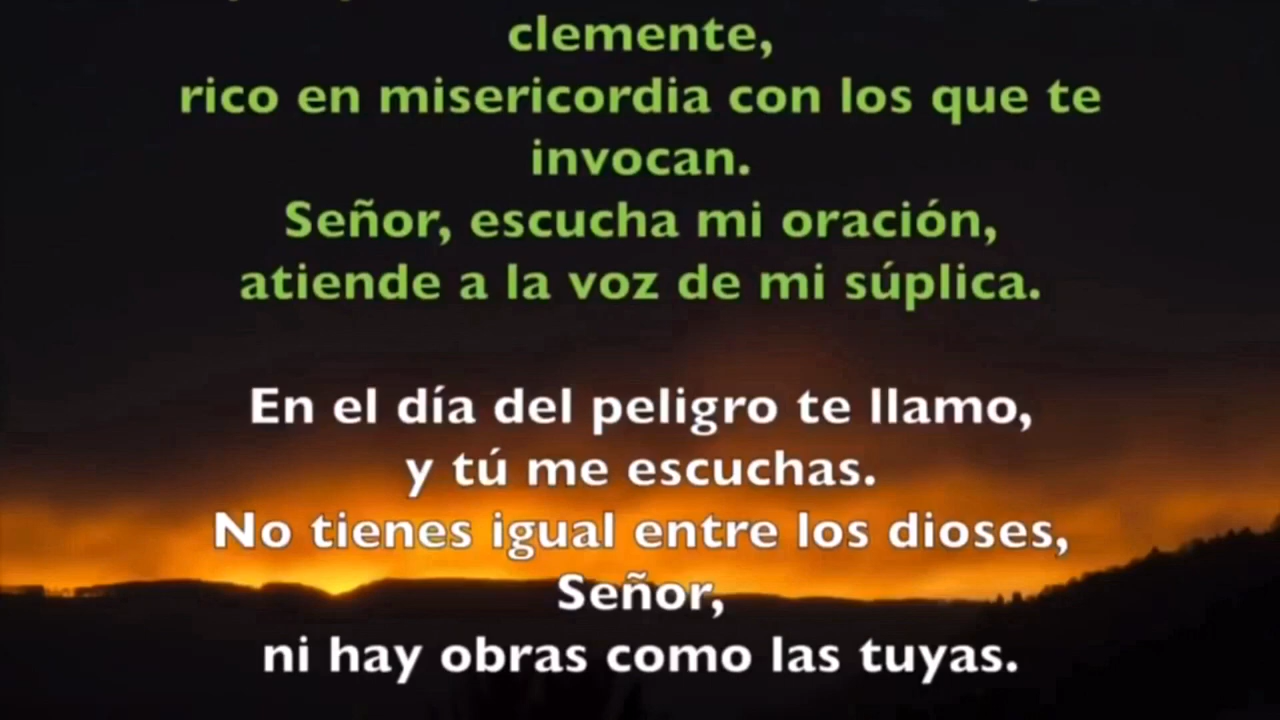 clemente,
rico en misericordia con los que te
invocan.
Señor, escucha mi oración,
atiende a la voz de mi súplica.
En el día del peligro te llamo,
y tú me escuchas.
No tienes igual entre los dioses,
Señor,
ni hay obras como las tuyas.